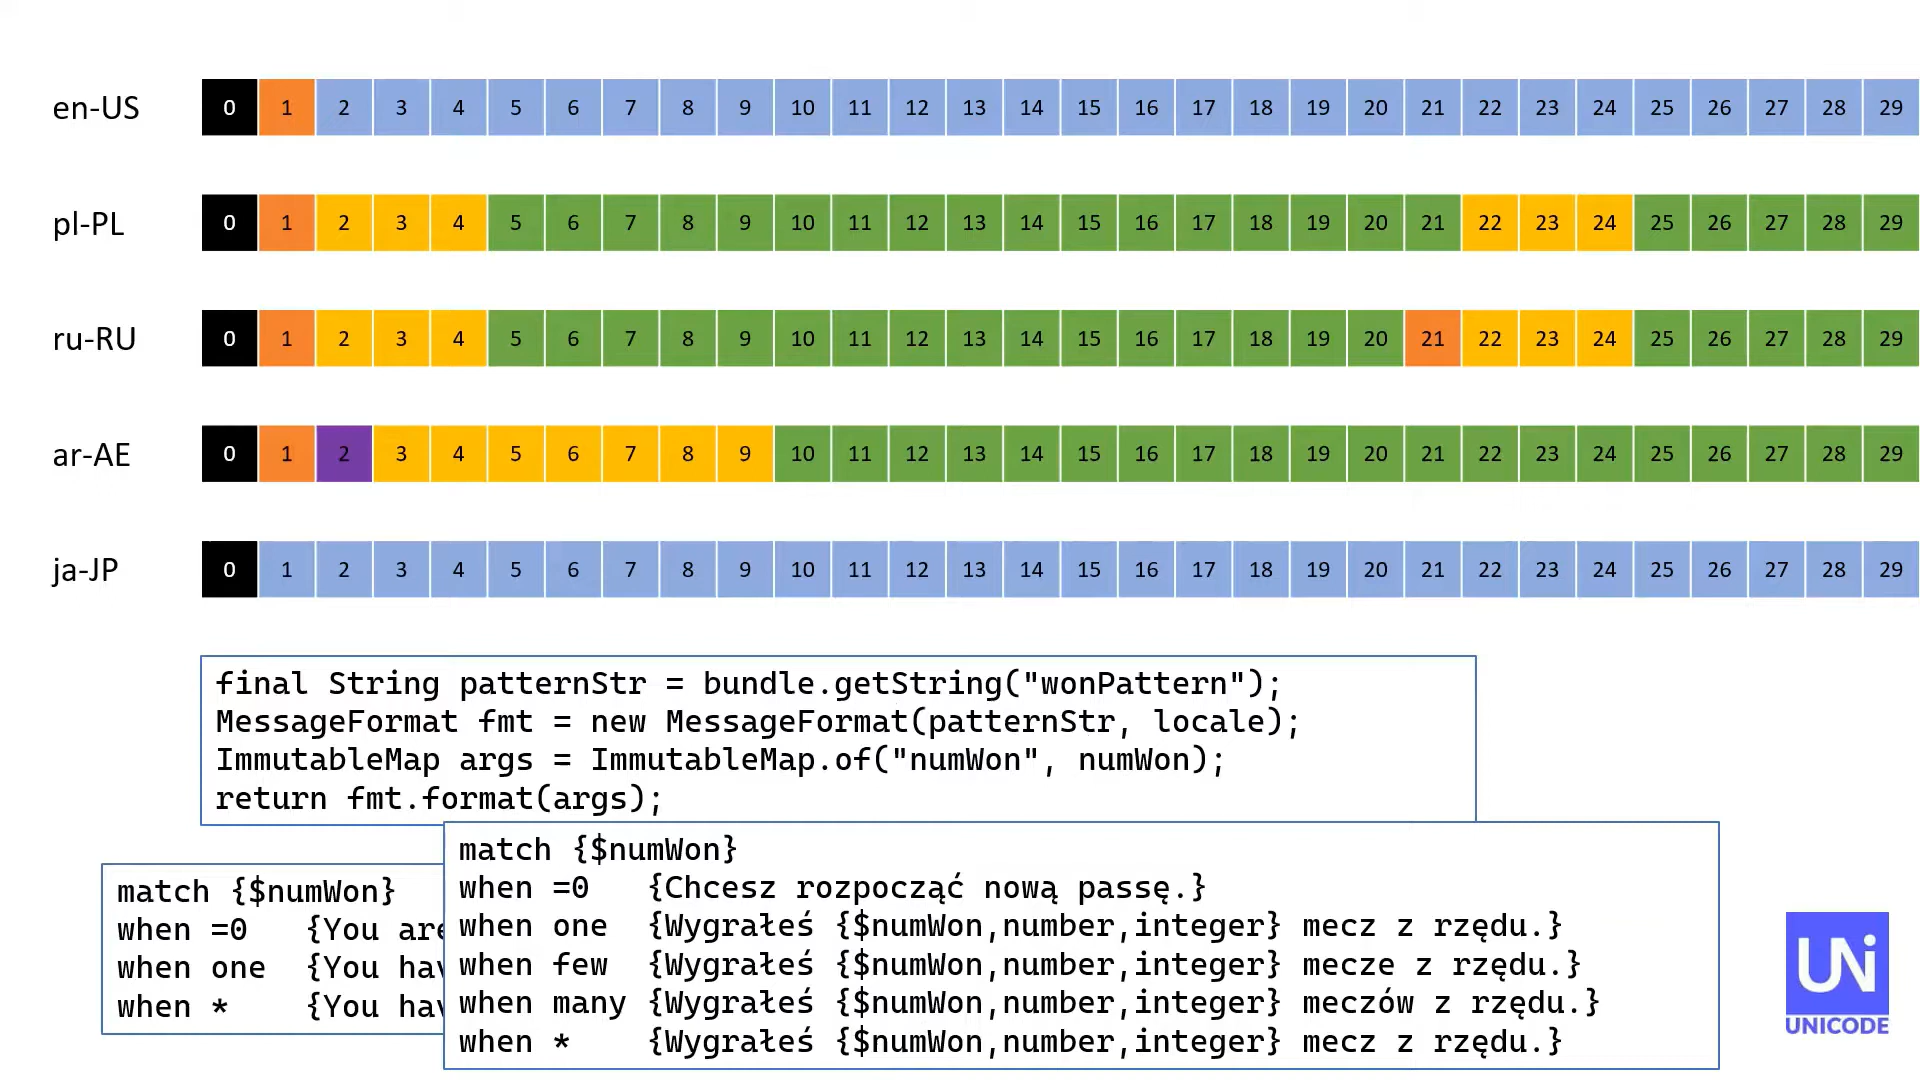 en-US 0 1 2 3 4 5 6 7 8 9 10 11 12 13 14 15 16 17 18 19 20 21 22 23 24 25 26 27 28 29
pl-PL 0 1 2 3 4 5 6 7 8 9 10 11 12 13 14 15 16 17 18 19 20 21 22 23 24 25 26 27 28 29
ru-RU 0 1 2 3 4 5 6 7 8 9 10 11 12 13 14 15 16 17 18 19 20 21 22 23 24 25 26 27 28 29
ar-AE 0 1 2 3 4 5 6 7 8 9 10 11 12 13 14 15 16 17 18 19 20 21 22 23 24 25 26 27 28 29
ja-JP 0 1 2 3 4 5 6 7 8 9 10 11 12 13 14 15 16 17 18 19 20 21 22 23 24 25 26 27 28 29
final String patternStr = bundle.getString("wonPattern");
MessageFormat fmt = new MessageFormat(patternStr, locale);
ImmutableMap args = ImmutableMap.of("numWon", numWon);
return fmt.format(args);
match {$numWon}
when =0 {You are
when one {You hav
when * {You hav
match {$numWon}
when =0 {Chcesz rozpocząć nową passę.}
when one {Wygrałeś {$numWon,number,integer} mecz z rzędu.}
when few {Wygrałeś {$numWon,number,integer} mecze z rzędu.}
when many {Wygrałeś {$numWon,number,integer} meczów z rzędu.}
when * {Wygrałeś {$numWon,number,integer} mecz z rzędu.}
UNi
UNICODE